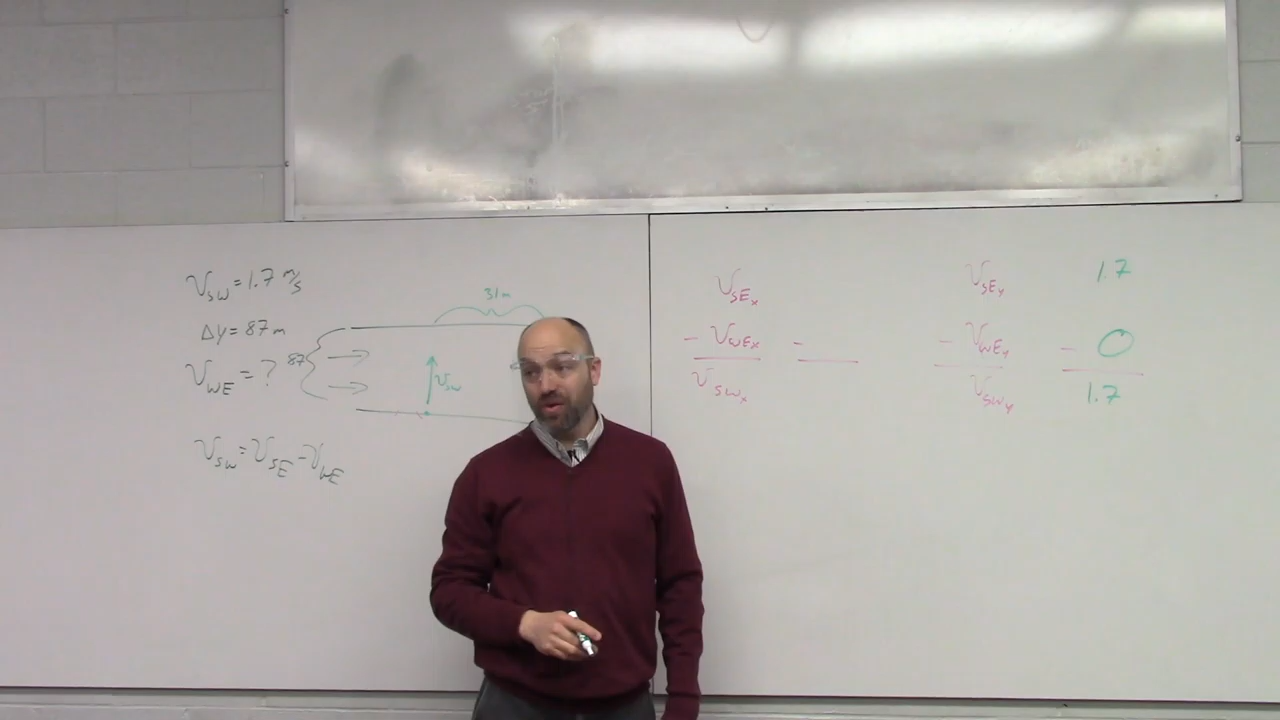 V_SW = 1.7 m/s
ΔY = 87 m
V_WE = ?
V_SW = V_SE - V_WE
31m
87
V_SW
V_SEx
- V_WEx -
V_SWx
V_SEy 1.7
- V_WEy - 0
V_SWy 1.7